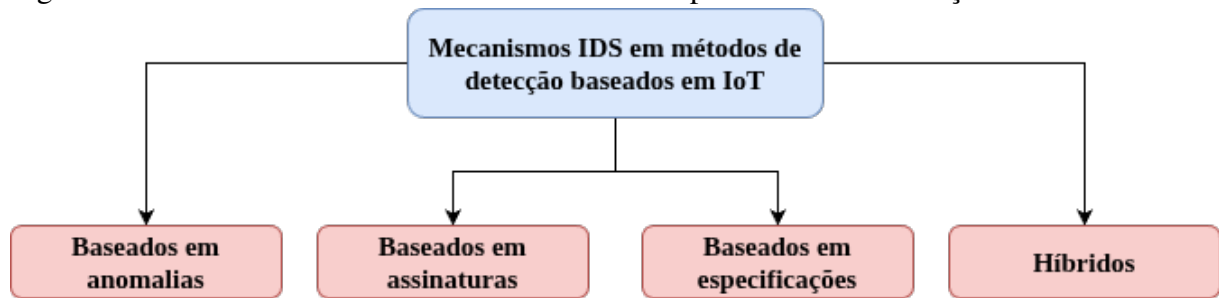 Mecanismos IDS em métodos de
detecção baseados em IoT
Baseados em
anomalias
Baseados em
assinaturas
Baseados em
especificações
Híbridos